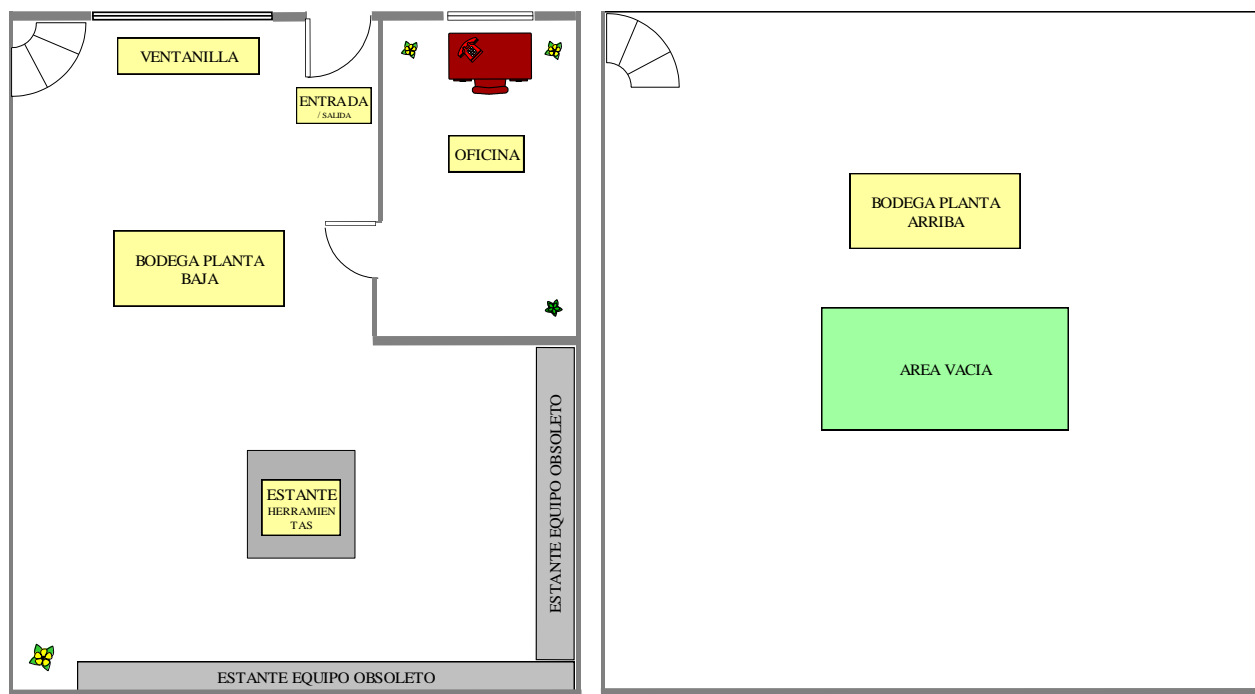 VENTANILLA
ENTRADA
/ SALIDA
OFICINA
BODEGA PLANTA
BAJA
ESTANTE
HERRAMIEN
TAS
ESTANTE EQUIPO OBSOLETO
ESTANTE EQUIPO OBSOLETO
BODEGA PLANTA
ARRIBA
AREA VACIA